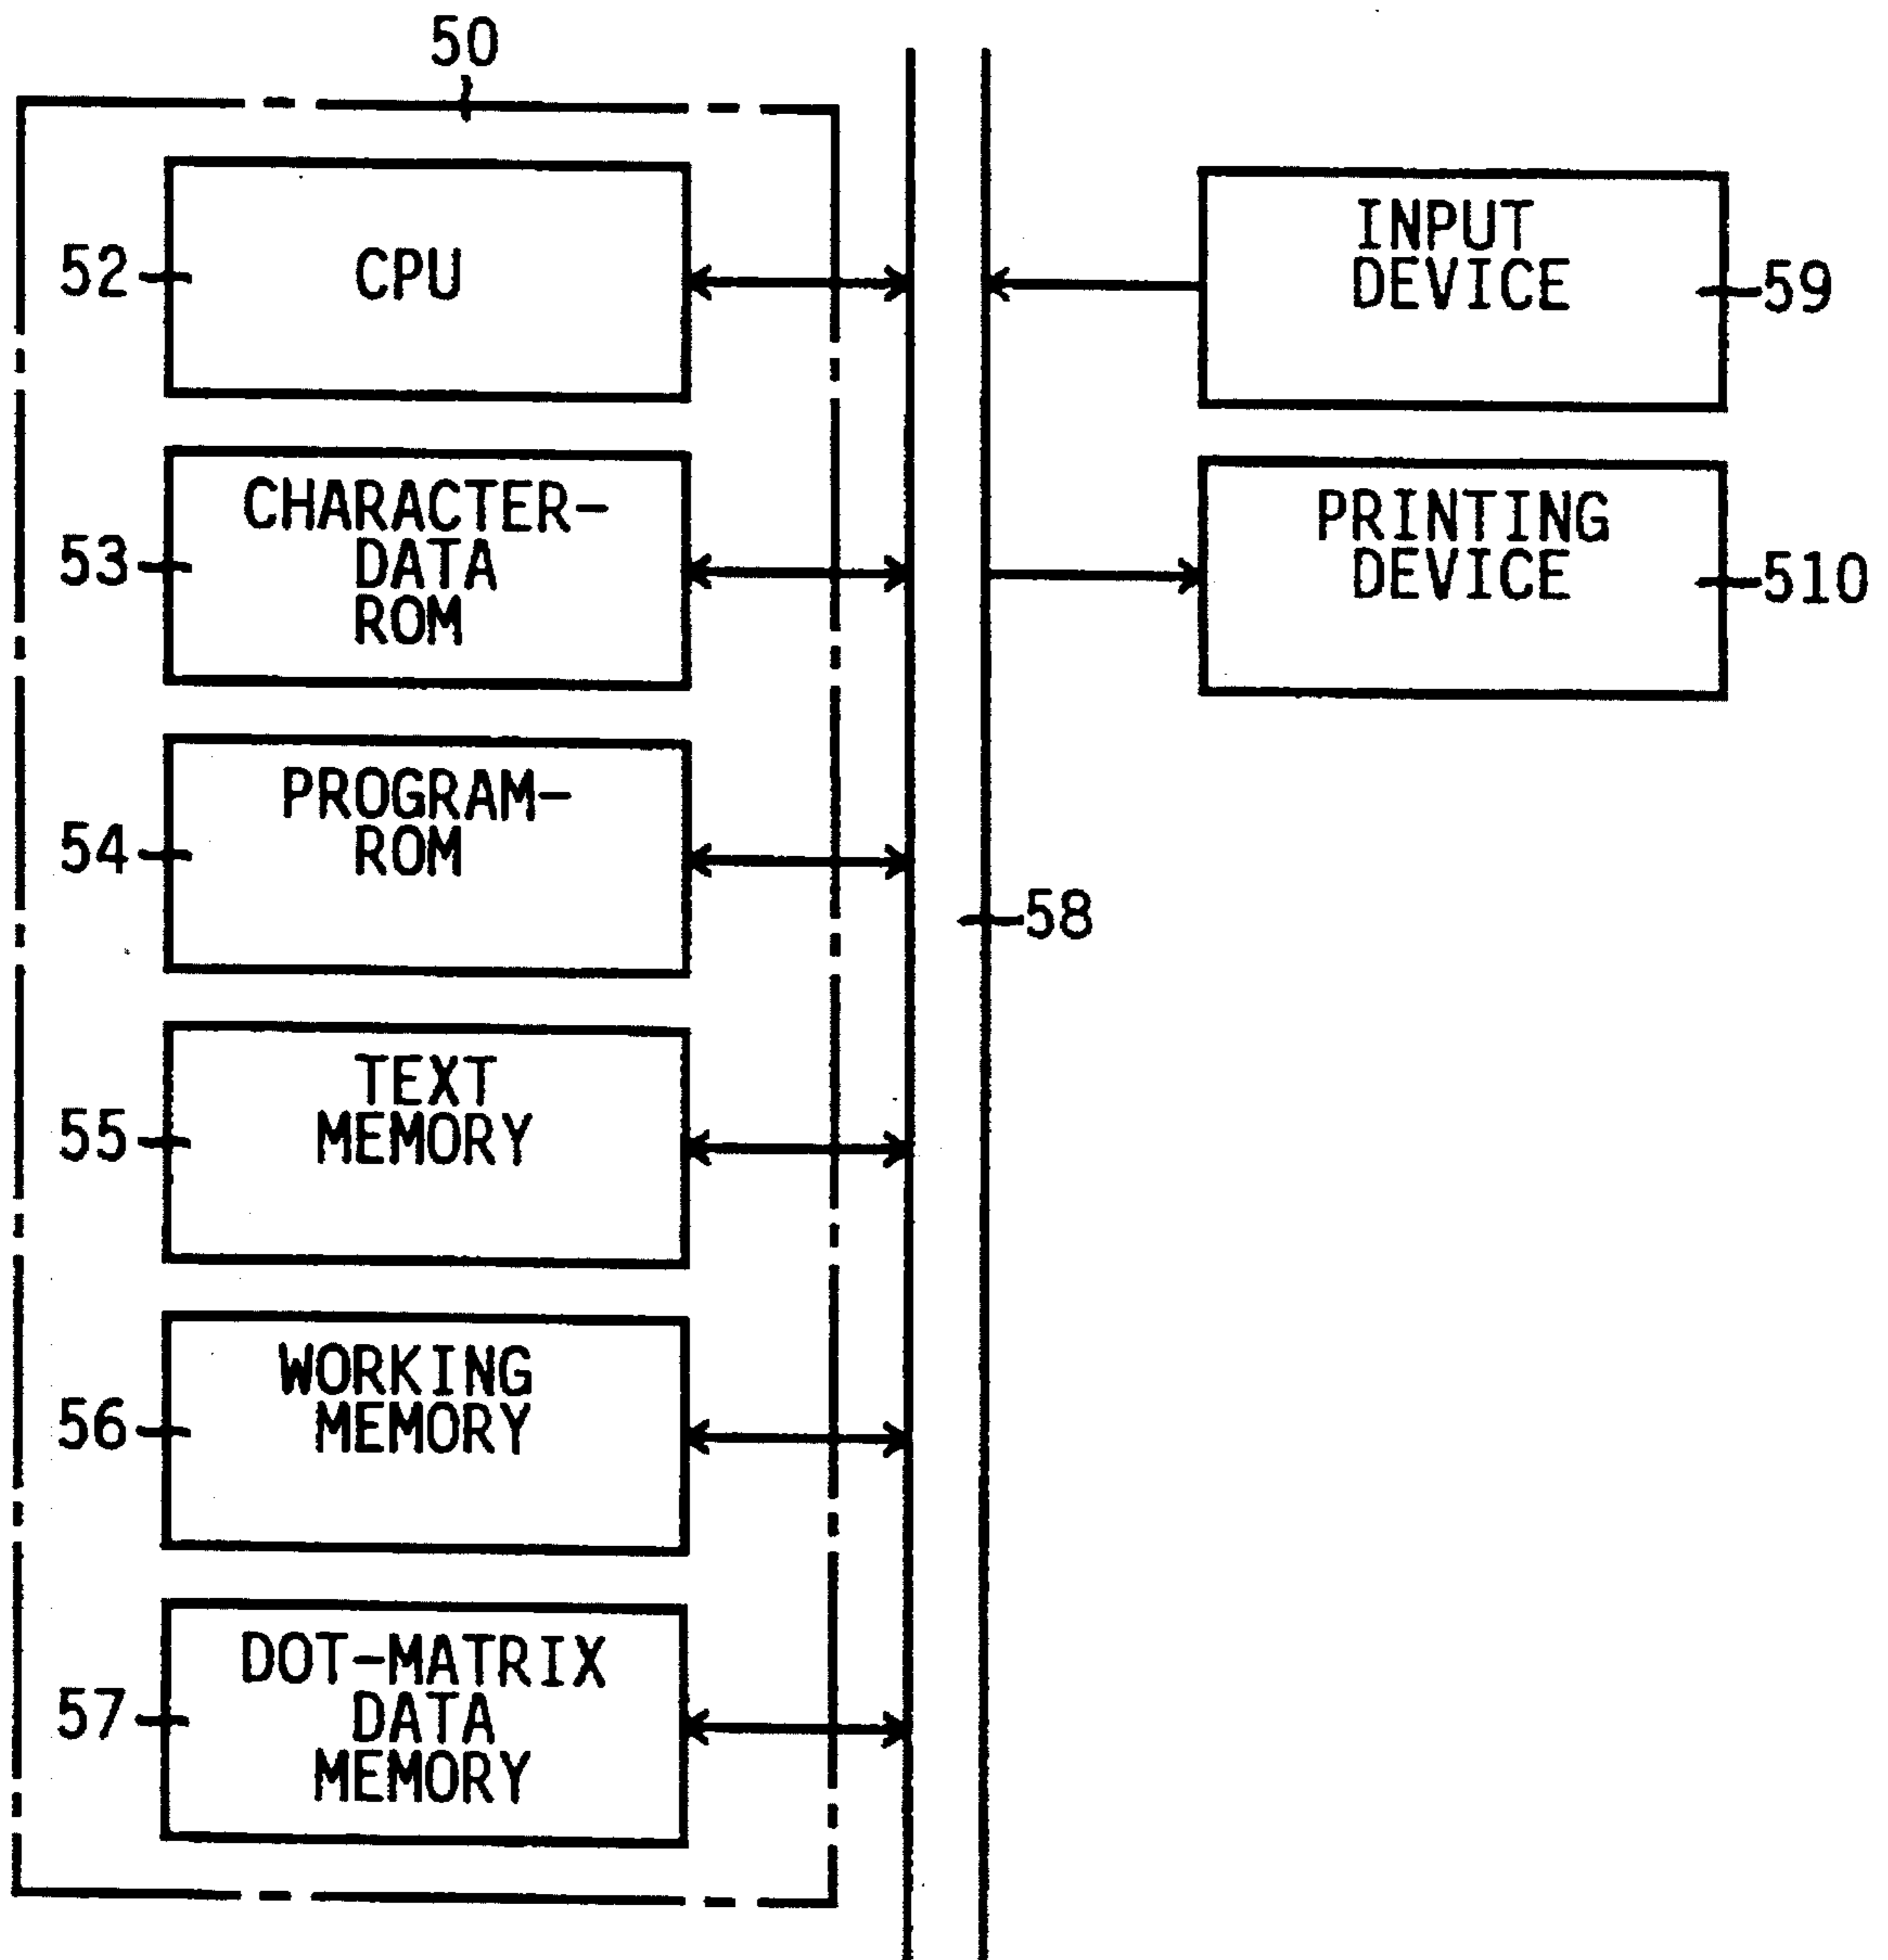 50
52
CPU
INPUT
DEVICE
59
53
CHARACTER-
DATA
ROM
PRINTING
DEVICE
510
54
PROGRAM-
ROM
58
55
TEXT
MEMORY
56
WORKING
MEMORY
57
DOT-MATRIX
DATA
MEMORY